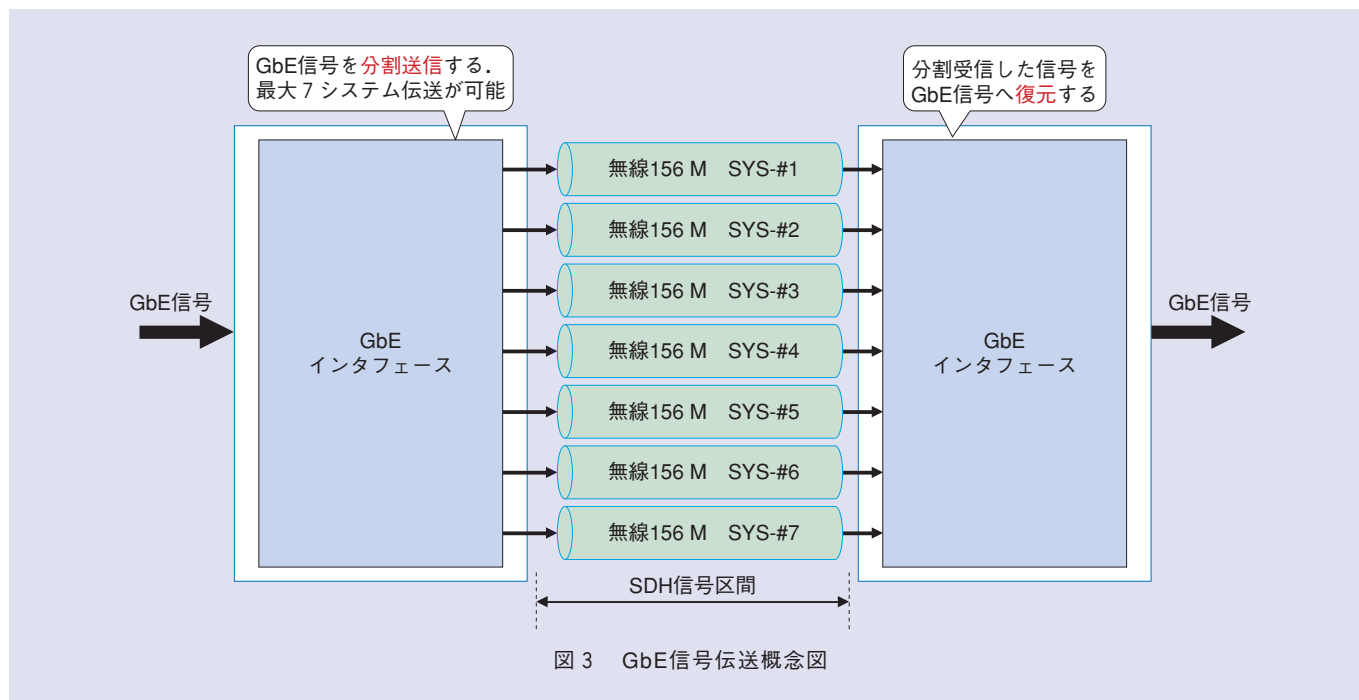 GbE信号を分割送信する.
最大7システム伝送が可能
分割受信した信号を
GbE信号へ復元する
GbE信号
GbE
インタフェース
無線156 M SYS-#1
無線156 M SYS-#2
無線156 M SYS-#3
無線156 M SYS-#4
無線156 M SYS-#5
無線156 M SYS-#6
無線156 M SYS-#7
GbE
インタフェース
GbE信号
SDH信号区間
図3 GbE信号伝送概念図